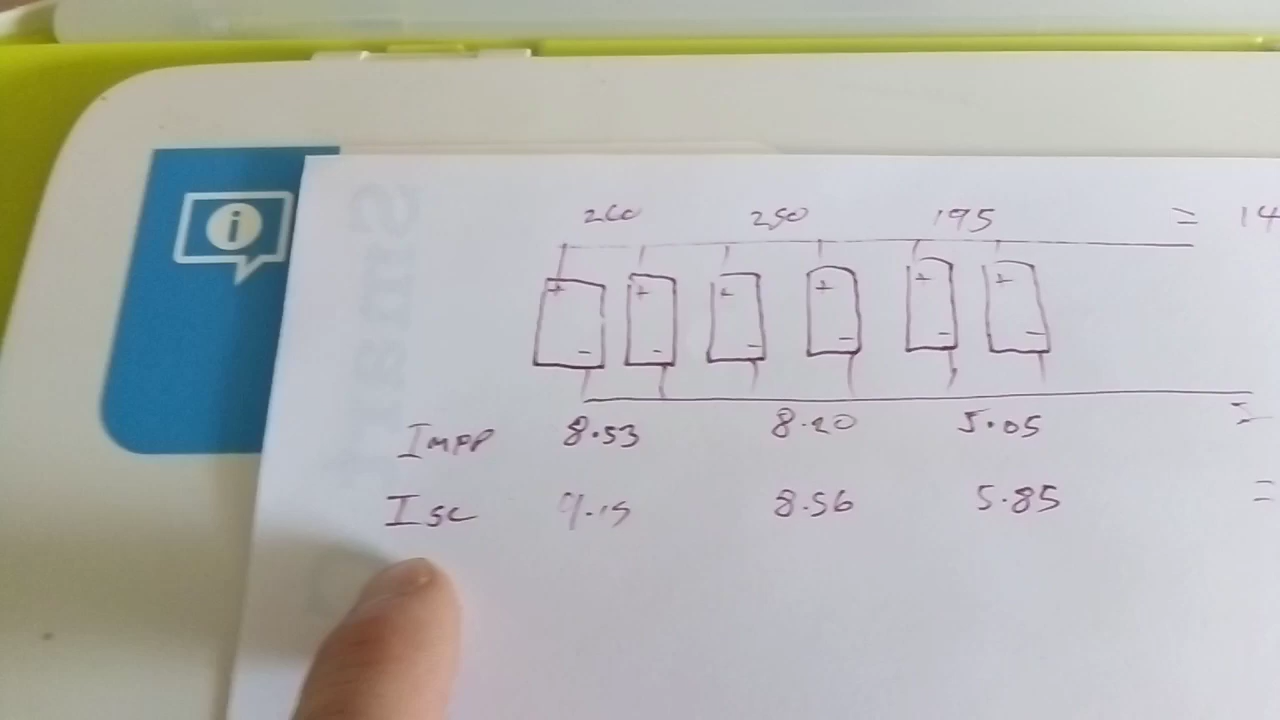 260 250 195 = 14
+ + + + + +
- - - - - -
=
Impp 8.53 8.20 5.05
Isc 9.15 8.56 5.85 =
i